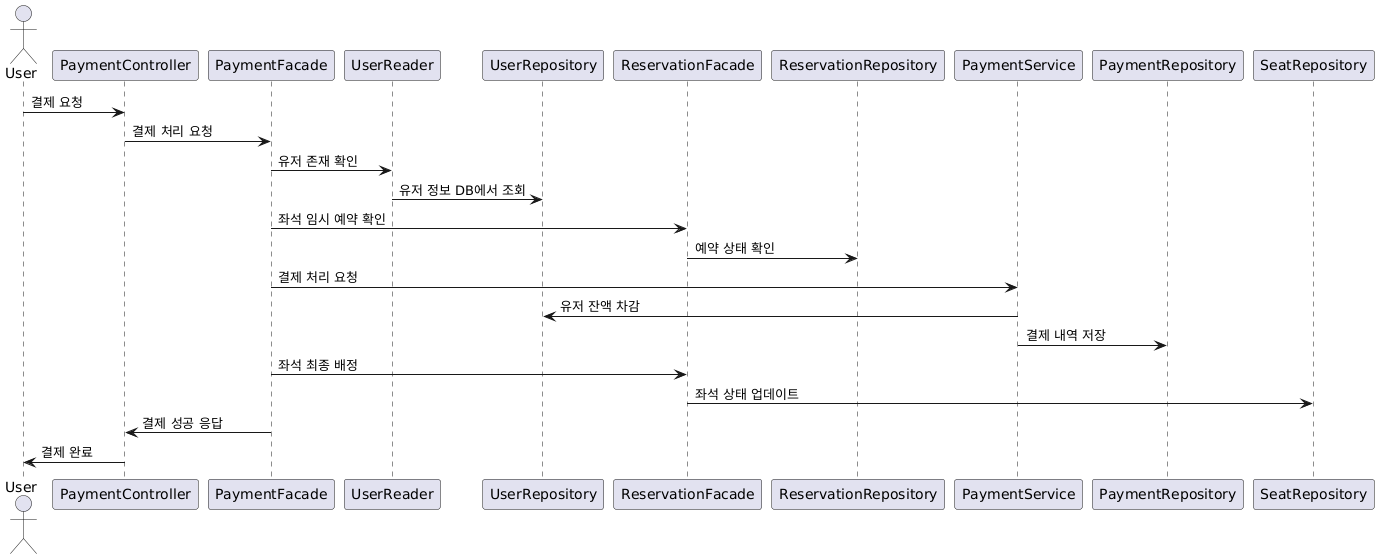 User
PaymentController
PaymentFacade
UserReader
UserRepository
ReservationFacade
ReservationRepository
PaymentService
PaymentRepository
SeatRepository
결제 요청
결제 처리 요청
유저 존재 확인
유저 정보 DB에서 조회
좌석 임시 예약 확인
예약 상태 확인
결제 처리 요청
유저 잔액 차감
결제 내역 저장
좌석 최종 배정
좌석 상태 업데이트
결제 성공 응답
결제 완료
User
PaymentController
PaymentFacade
UserReader
UserRepository
ReservationFacade
ReservationRepository
PaymentService
PaymentRepository
SeatRepository